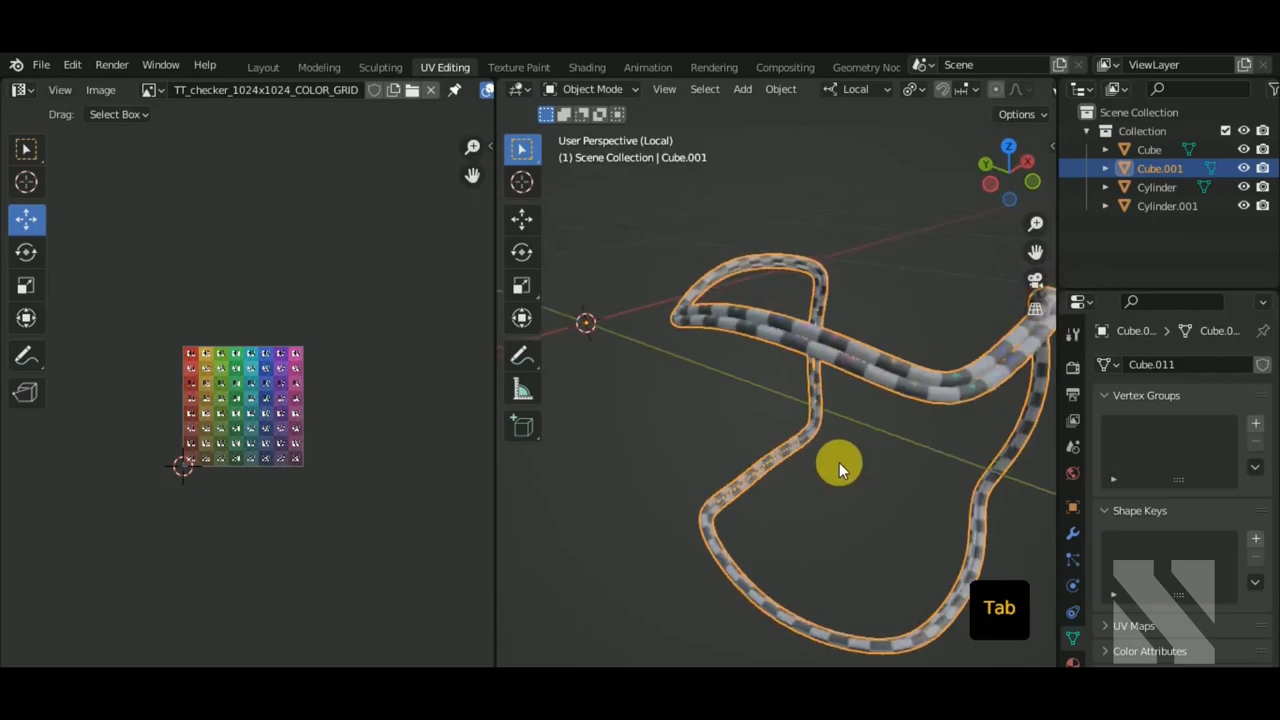 File Edit Render Window Help Layout Modeling Sculpting UV Editing Texture Paint Shading Animation Rendering Compositing Geometry Noc Scene ViewLayer
View Image TT_checker_1024x1024_COLOR_GRID Object Mode View Select Add Object Local
Drag: Select Box Options
Scene Collection
Collection
Cube
Cube.001
Cylinder
Cylinder.001
User Perspective (Local)
(1) Scene Collection | Cube.001
Z
Y
X
Cube.0... Cube.0...
Cube.011
Vertex Groups
Shape Keys
UV Maps
Color Attributes
Tab
N